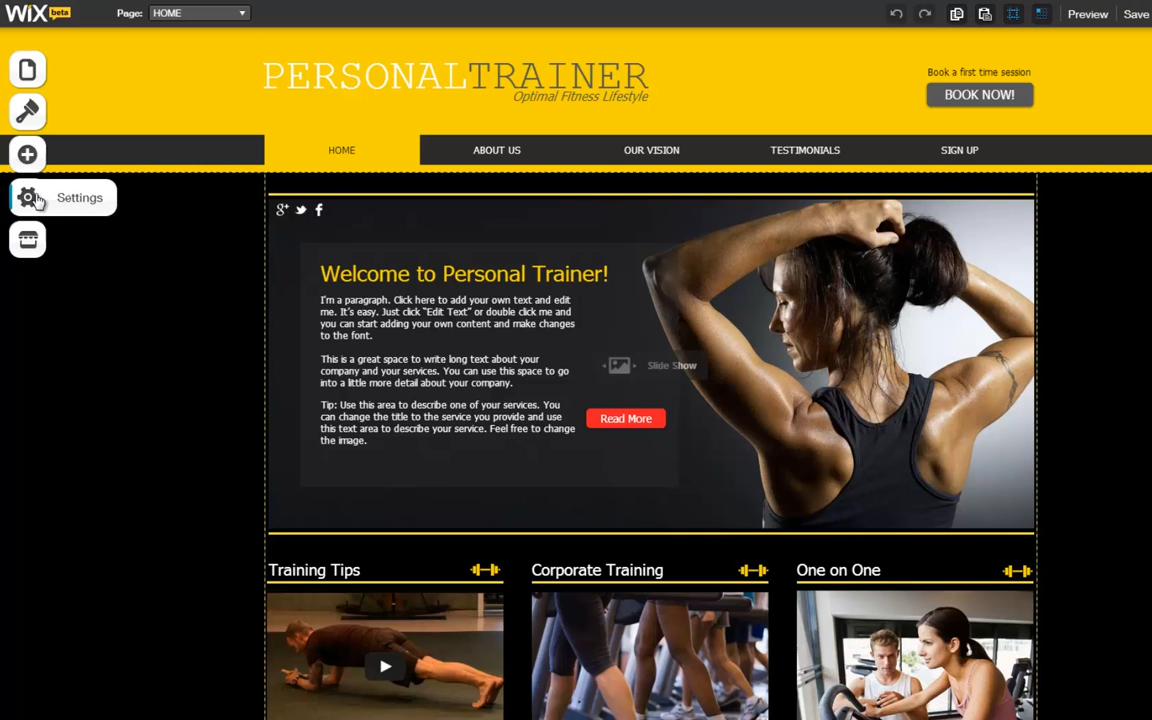 WiX beta
Page: HOME
Preview Save
PERSONALTRAINER
Optimal Fitness Lifestyle
Book a first time session
BOOK NOW!
HOME ABOUT US OUR VISION TESTIMONIALS SIGN UP
Settings
g+
Welcome to Personal Trainer!
I'm a paragraph. Click here to add your own text and edit
me. It's easy. Just click “Edit Text” or double click me and
you can start adding your own content and make changes
to the font.
This is a great space to write long text about your
company and your services. You can use this space to go
into a little more detail about your company.
Tip: Use this area to describe one of your services. You
can change the title to the service you provide and use
this text area to describe your service. Feel free to change
the image.
Slide Show
Read More
Training Tips
Corporate Training
One on One